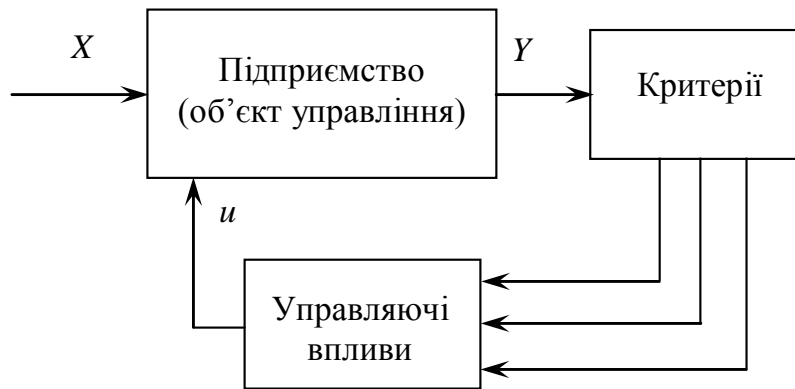 X
Підприємство
(об’єкт управління)
Y
Критерії
u
Управляючі
впливи